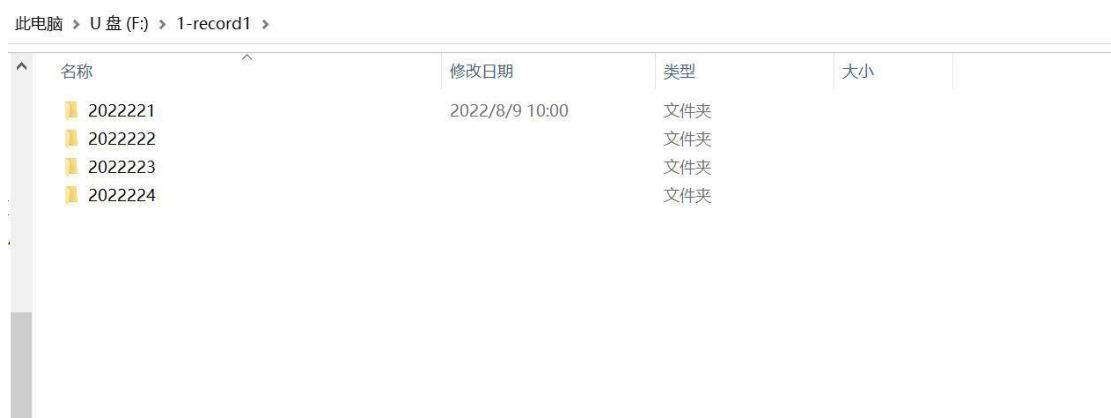 此电脑 > U 盘 (F:) > 1-record1 >
名称 修改日期 类型 大小
2022221 2022/8/9 10:00 文件夹
2022222 文件夹
2022223 文件夹
2022224 文件夹